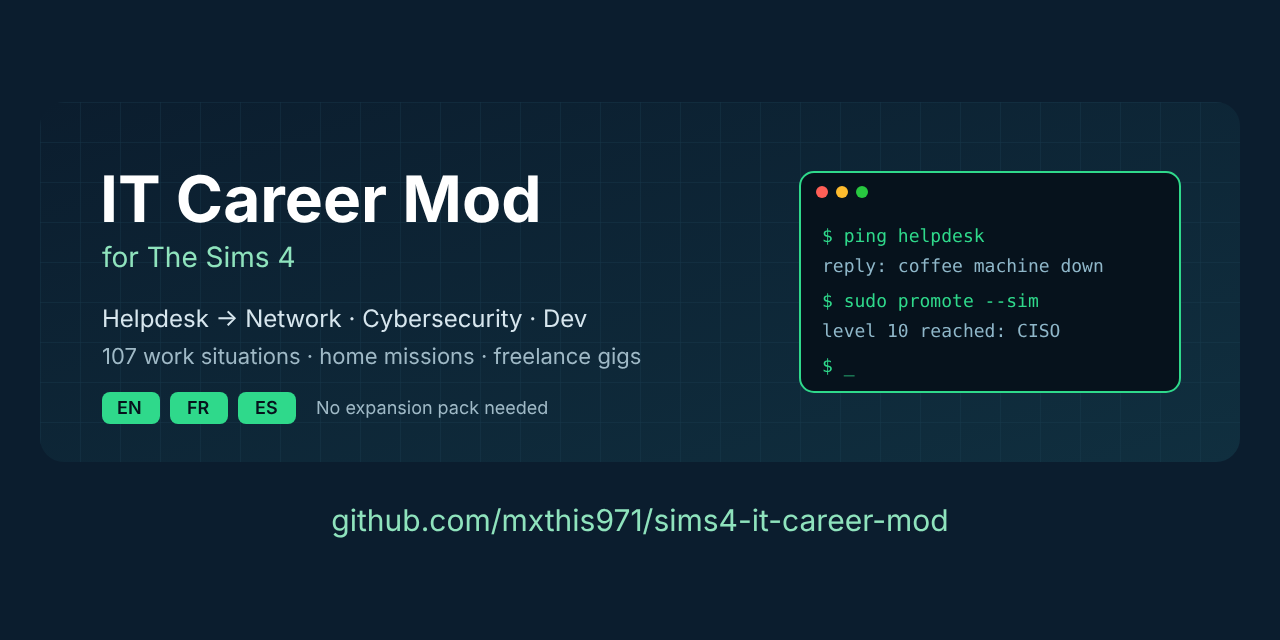 IT Career Mod
for The Sims 4
Helpdesk → Network · Cybersecurity · Dev
107 work situations · home missions · freelance gigs
EN FR ES No expansion pack needed
$ ping helpdesk
reply: coffee machine down
$ sudo promote --sim
level 10 reached: CISO
$ _
github.com/mxthis971/sims4-it-career-mod